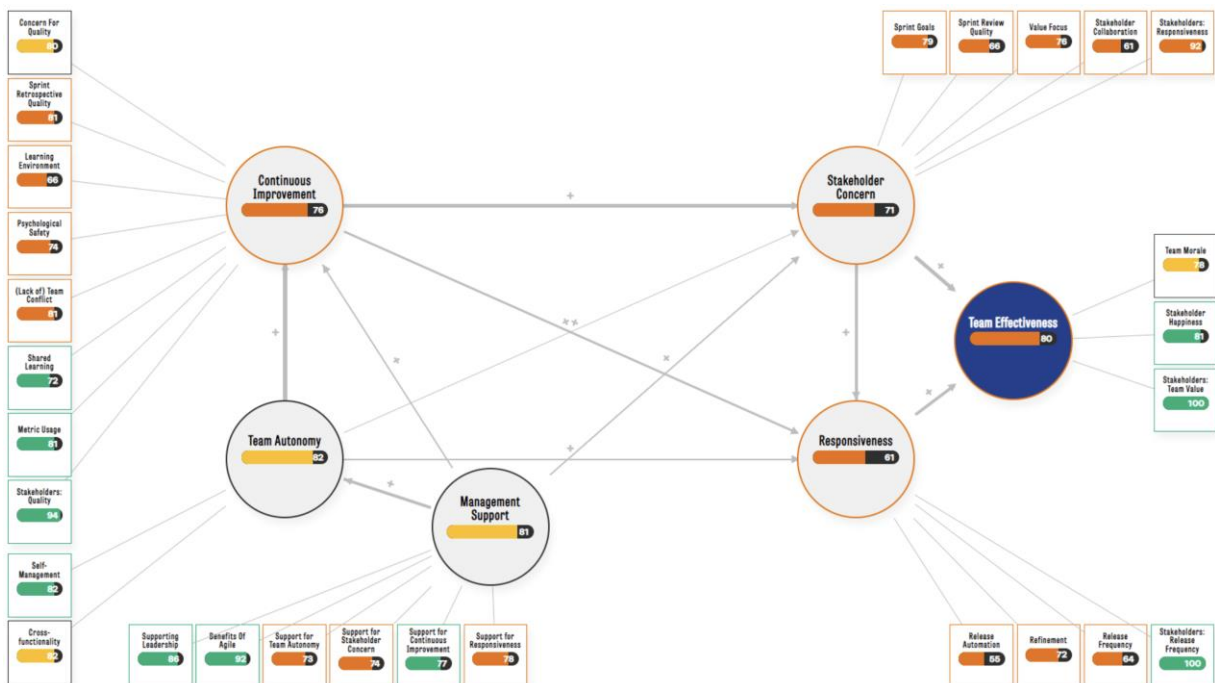 Concern For
Quality
80
Sprint
Retrospective
Quality
81
Learning
Environment
66
Psychological
Safety
74
(Lack of) Team
Conflict
81
Shared
Learning
72
Metric Usage
81
Stakeholders:
Quality
94
Self-
Management
82
Cross-
functionality
82
Continuous
Improvement
76
Team Autonomy
82
Management
Support
81
Supporting
Leadership
86
Benefits Of
Agile
92
Support for
Team Autonomy
73
Support for
Stakeholder
Concern
74
Support for
Continuous
Improvement
77
Support for
Responsiveness
78
Sprint Goals
79
Sprint Review
Quality
66
Value Focus
76
Stakeholder
Collaboration
61
Stakeholders:
Responsiveness
92
Stakeholder
Concern
71
Responsiveness
61
Team Effectiveness
80
Team Morale
78
Stakeholder
Happiness
81
Stakeholders:
Team Value
100
Release
Automation
55
Refinement
72
Release
Frequency
64
Stakeholders:
Release
Frequency
100
+
+
++
+
+
+
+
+
+
+